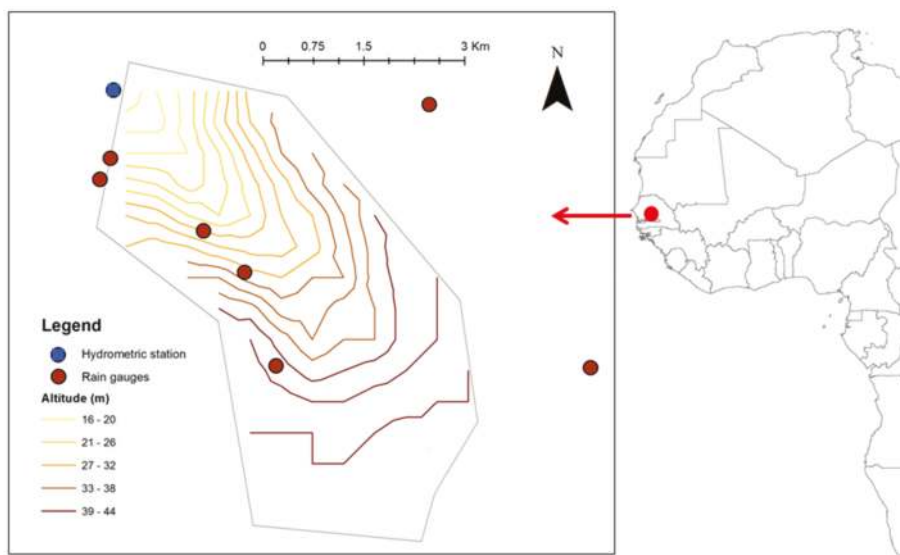 0 0.75 1.5 3 Km
N
Legend
Hydrometric station
Rain gauges
Altitude (m)
16 - 20
21 - 26
27 - 32
33 - 38
39 - 44